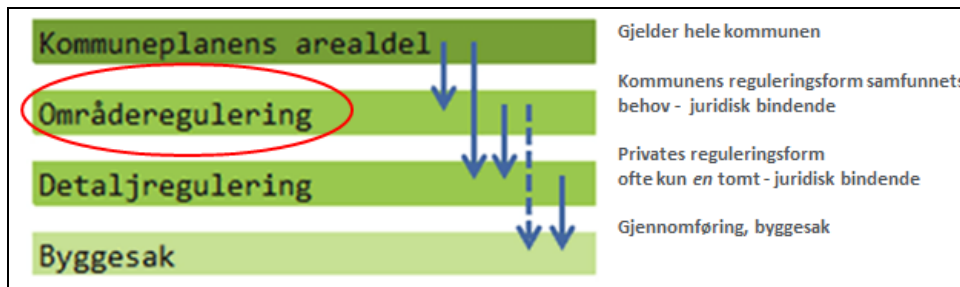 Kommuneplanens arealdel
Gjelder hele kommunen
Områderegulering
Kommunens reguleringsform samfunnets
behov - juridisk bindende
Detaljregulering
Privates reguleringsform
ofte kun en tomt - juridisk bindende
Byggesak
Gjennomføring, byggesak